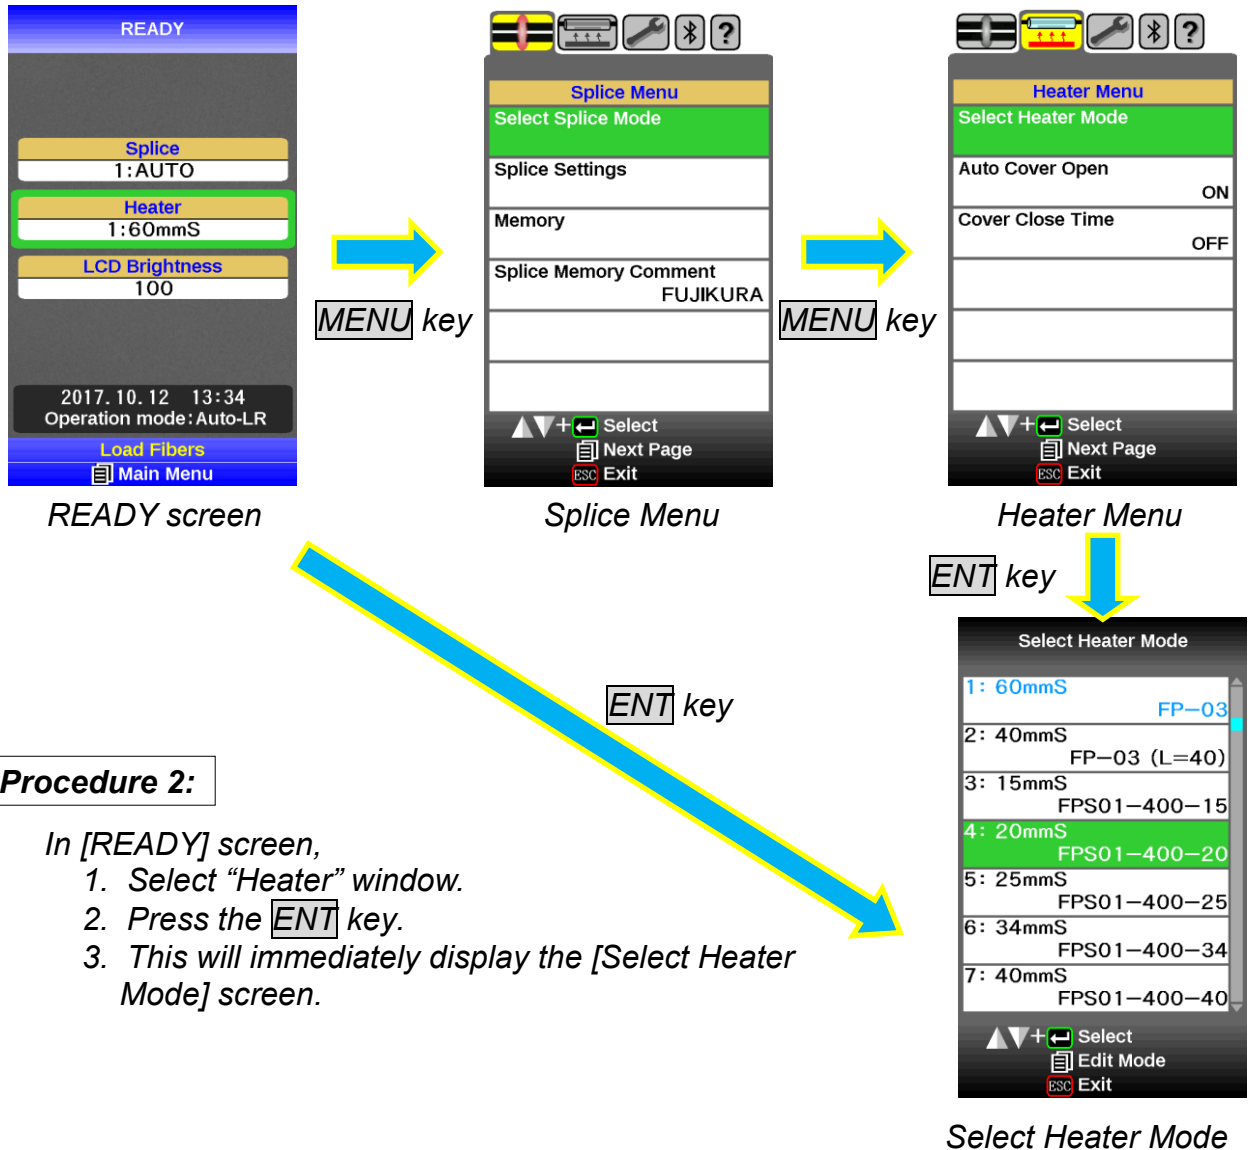 READY
Splice
1:AUTO
Heater
1:60mmS
LCD Brightness
100
2017.10.12 13:34
Operation mode:Auto-LR
Load Fibers
Main Menu
READY screen
MENU key
?
Splice Menu
Select Splice Mode
Splice Settings
Memory
Splice Memory Comment
FUJIKURA
+ Select
Next Page
ESC Exit
Splice Menu
MENU key
?
Heater Menu
Select Heater Mode
Auto Cover Open
ON
Cover Close Time
OFF
+ Select
Next Page
ESC Exit
Heater Menu
ENT key
ENT key
Select Heater Mode
1: 60mmS
FP-03
2: 40mmS
FP-03 (L=40)
3: 15mmS
FPS01-400-15
4: 20mmS
FPS01-400-20
5: 25mmS
FPS01-400-25
6: 34mmS
FPS01-400-34
7: 40mmS
FPS01-400-40
+ Select
Edit Mode
ESC Exit
Select Heater Mode
Procedure 2:
In [READY] screen,
1. Select “Heater” window.
2. Press the ENT key.
3. This will immediately display the [Select Heater
Mode] screen.